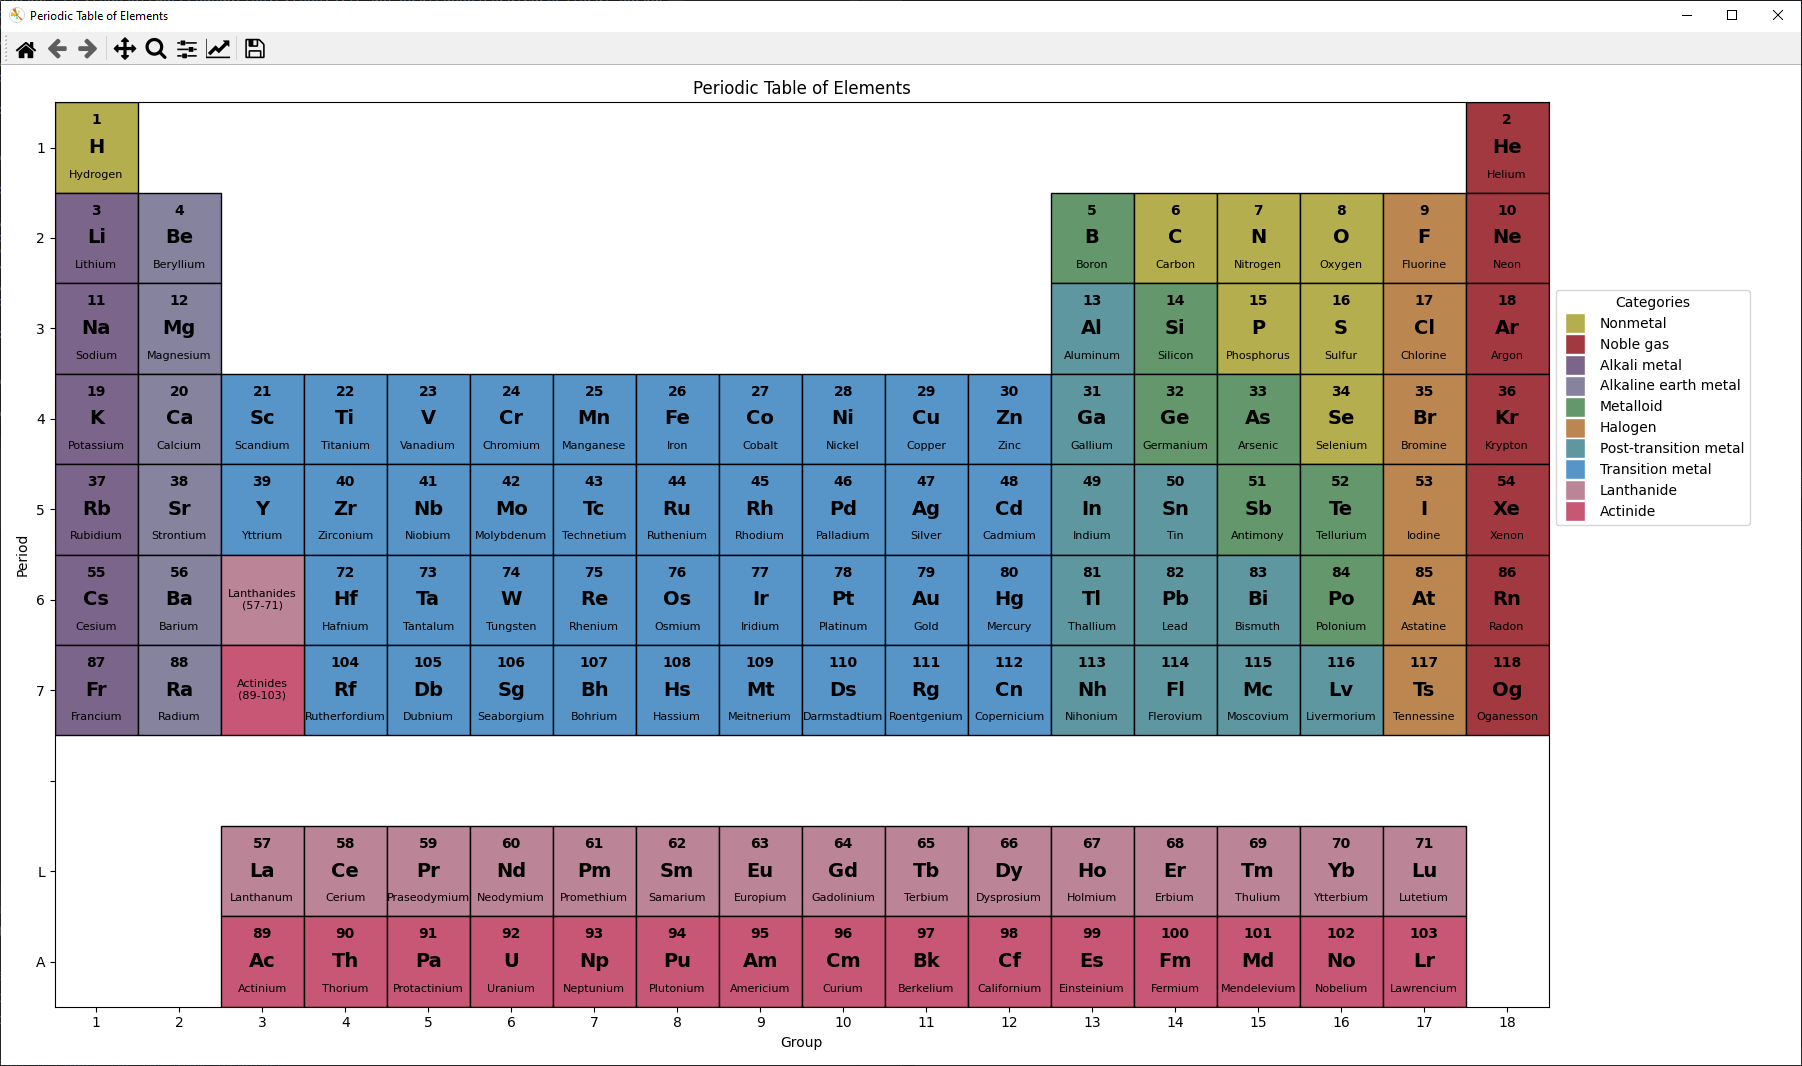 Periodic Table of Elements
Periodic Table of Elements
1 2
1 H He
Hydrogen Helium
3 4 5 6 7 8 9 10
2 Li Be B C N O F Ne
Lithium Beryllium Boron Carbon Nitrogen Oxygen Fluorine Neon
11 12 13 14 15 16 17 18
3 Na Mg Al Si P S Cl Ar
Sodium Magnesium Aluminum Silicon Phosphorus Sulfur Chlorine Argon
19 20 21 22 23 24 25 26 27 28 29 30 31 32 33 34 35 36
4 K Ca Sc Ti V Cr Mn Fe Co Ni Cu Zn Ga Ge As Se Br Kr
Potassium Calcium Scandium Titanium Vanadium Chromium Manganese Iron Cobalt Nickel Copper Zinc Gallium Germanium Arsenic Selenium Bromine Krypton
37 38 39 40 41 42 43 44 45 46 47 48 49 50 51 52 53 54
5 Rb Sr Y Zr Nb Mo Tc Ru Rh Pd Ag Cd In Sn Sb Te I Xe
Rubidium Strontium Yttrium Zirconium Niobium Molybdenum Technetium Ruthenium Rhodium Palladium Silver Cadmium Indium Tin Antimony Tellurium Iodine Xenon
55 56 72 73 74 75 76 77 78 79 80 81 82 83 84 85 86
Lanthanides
(57-71)
6 Cs Ba Hf Ta W Re Os Ir Pt Au Hg Tl Pb Bi Po At Rn
Cesium Barium Hafnium Tantalum Tungsten Rhenium Osmium Iridium Platinum Gold Mercury Thallium Lead Bismuth Polonium Astatine Radon
87 88 104 105 106 107 108 109 110 111 112 113 114 115 116 117 118
Actinides
(89-103)
7 Fr Ra Rf Db Sg Bh Hs Mt Ds Rg Cn Nh Fl Mc Lv Ts Og
Francium Radium Rutherfordium Dubnium Seaborgium Bohrium Hassium Meitnerium Darmstadtium Roentgenium Copernicium Nihonium Flerovium Moscovium Livermorium Tennessine Oganesson
57 58 59 60 61 62 63 64 65 66 67 68 69 70 71
L La Ce Pr Nd Pm Sm Eu Gd Tb Dy Ho Er Tm Yb Lu
Lanthanum Cerium Praseodymium Neodymium Promethium Samarium Europium Gadolinium Terbium Dysprosium Holmium Erbium Thulium Ytterbium Lutetium
89 90 91 92 93 94 95 96 97 98 99 100 101 102 103
A Ac Th Pa U Np Pu Am Cm Bk Cf Es Fm Md No Lr
Actinium Thorium Protactinium Uranium Neptunium Plutonium Americium Curium Berkelium Californium Einsteinium Fermium Mendelevium Nobelium Lawrencium
1 2 3 4 5 6 7 8 9 10 11 12 13 14 15 16 17 18
Group
Period
Categories
Nonmetal
Noble gas
Alkali metal
Alkaline earth metal
Metalloid
Halogen
Post-transition metal
Transition metal
Lanthanide
Actinide